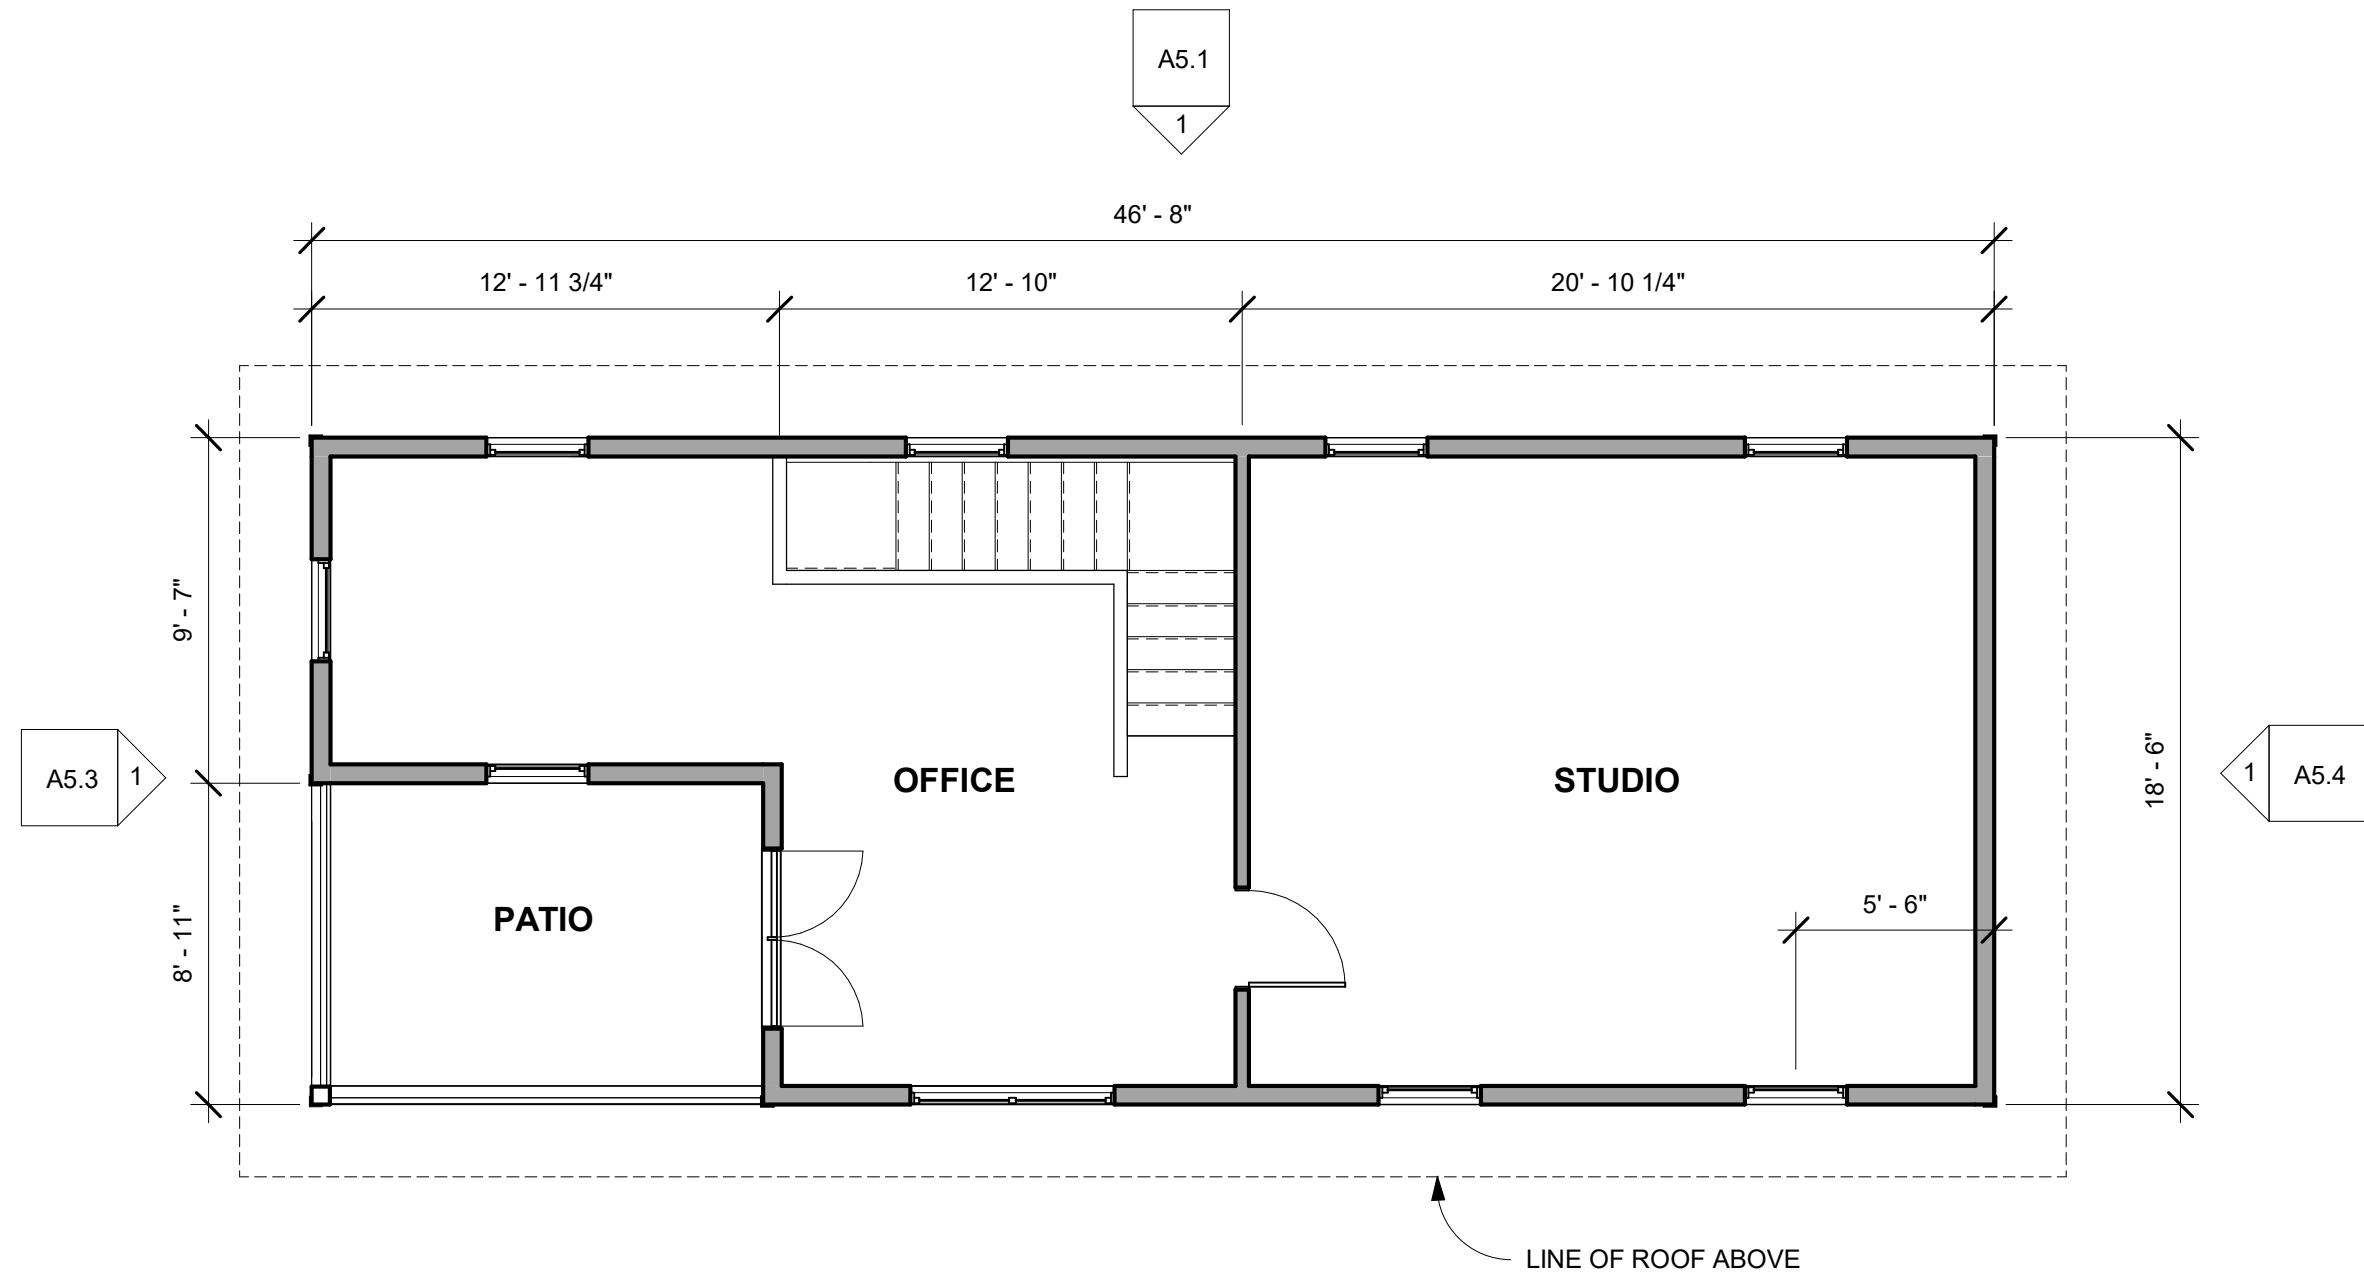 A5.1
1
46' - 8"
12' - 11 3/4"
12' - 10"
20' - 10 1/4"
9' - 7"
A5.3
1
OFFICE
STUDIO
18' - 6"
1
A5.4
8' - 11"
PATIO
5' - 6"
LINE OF ROOF ABOVE